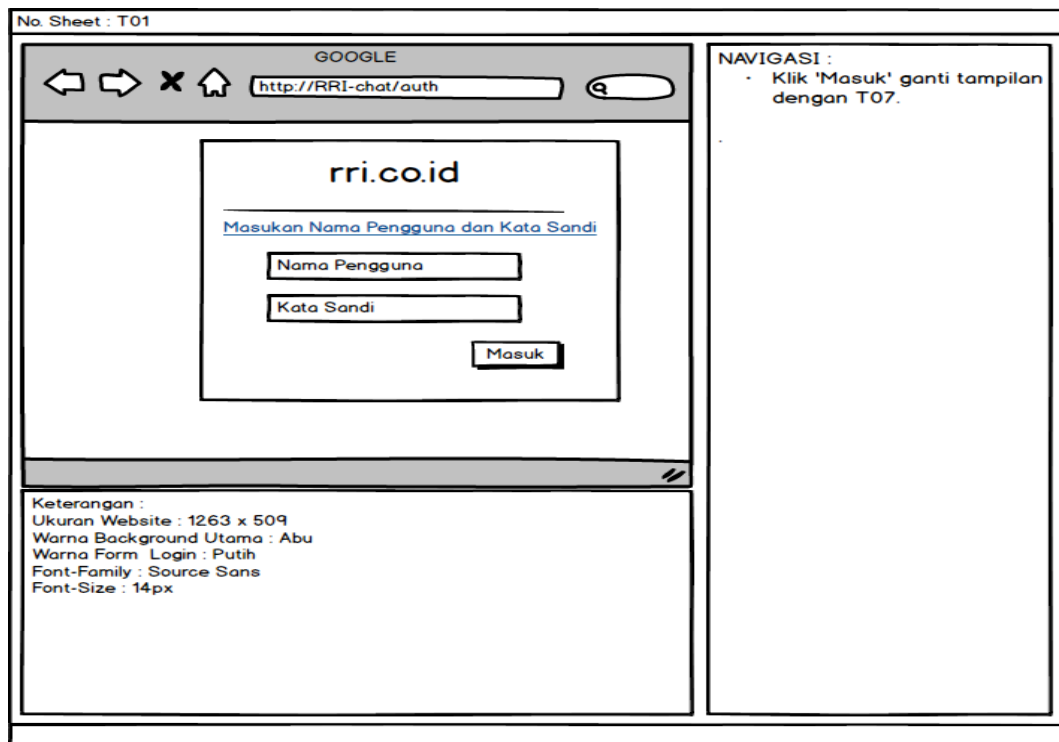 No. Sheet : T01
GOOGLE
http://RRI-chat/auth
rri.co.id
Masukan Nama Pengguna dan Kata Sandi
Nama Pengguna
Kata Sandi
Masuk
NAVIGASI :
· Klik 'Masuk' ganti tampilan
dengan T07.
Keterangan :
Ukuran Website : 1263 x 509
Warna Background Utama : Abu
Warna Form Login : Putih
Font-Family : Source Sans
Font-Size : 14px